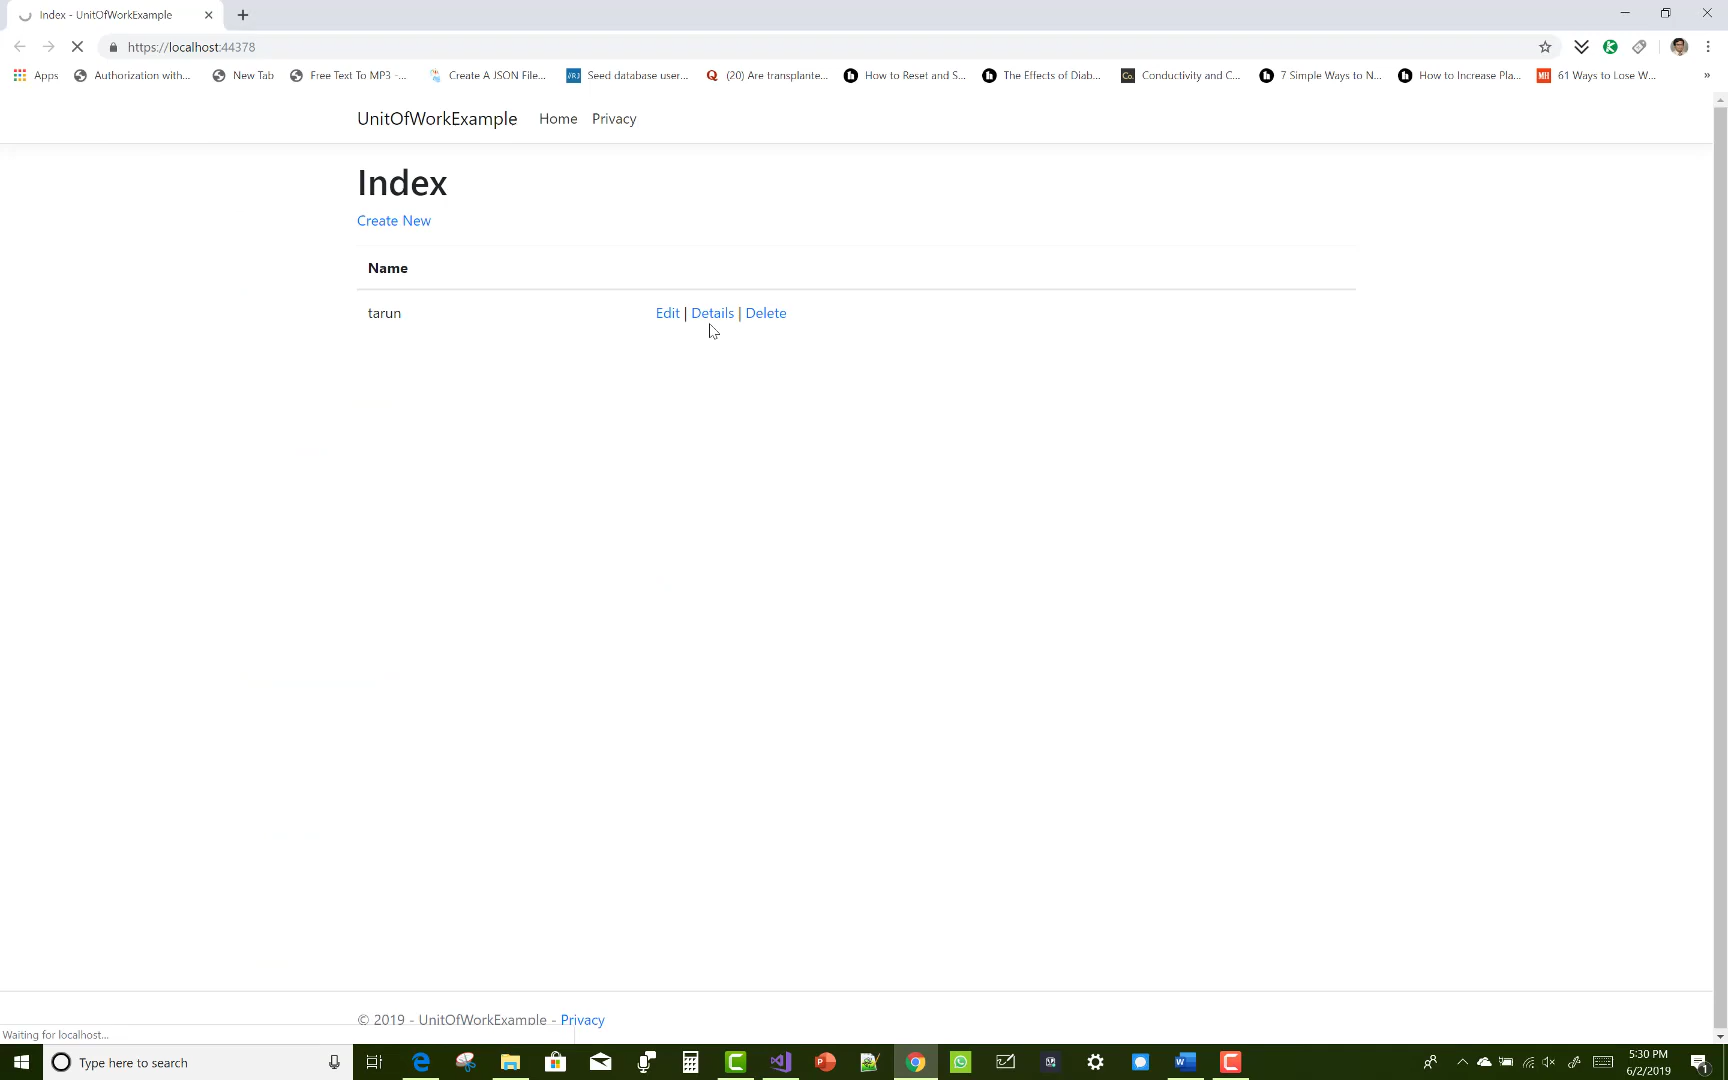 Index - UnitOfWorkExample
https://localhost:44378
Apps Authorization with... New Tab Free Text To MP3 -... Create A JSON File... Seed database user... (20) Are transplante... How to Reset and S... The Effects of Diab... Conductivity and C... 7 Simple Ways to N... How to Increase Pla... 61 Ways to Lose W... »
UnitOfWorkExample Home Privacy
Index
Create New
Name
tarun Edit | Details | Delete
© 2019 - UnitOfWorkExample - Privacy
Waiting for localhost...
Type here to search
5:30 PM
6/2/2019